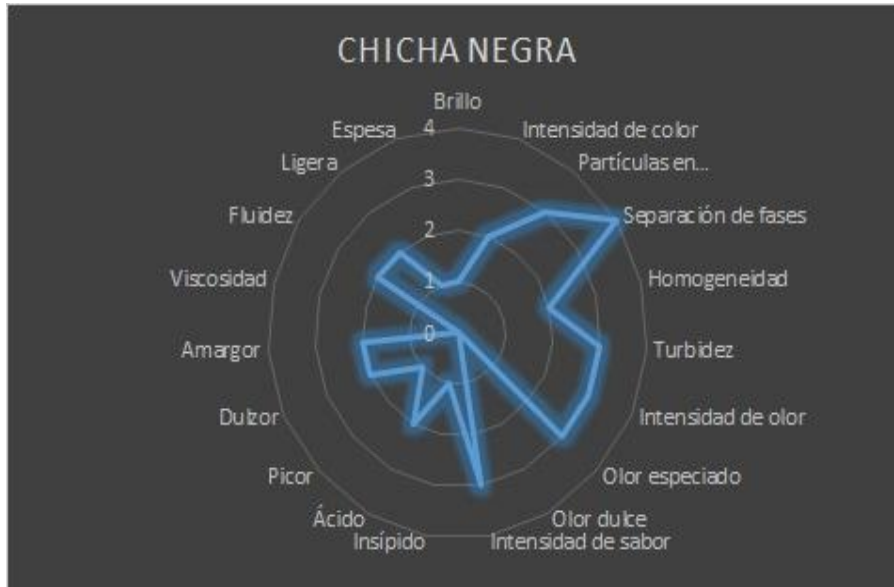 CHICHA NEGRA
Brillo
Intensidad de color
Partículas en...
Separación de fases
Homogeneidad
Turbidez
Intensidad de olor
Olor especiado
Olor dulce
Intensidad de sabor
Insípido
Ácido
Picor
Dulzor
Amargor
Viscosidad
Fluidez
Ligera
Espesa
4
3
2
1
0